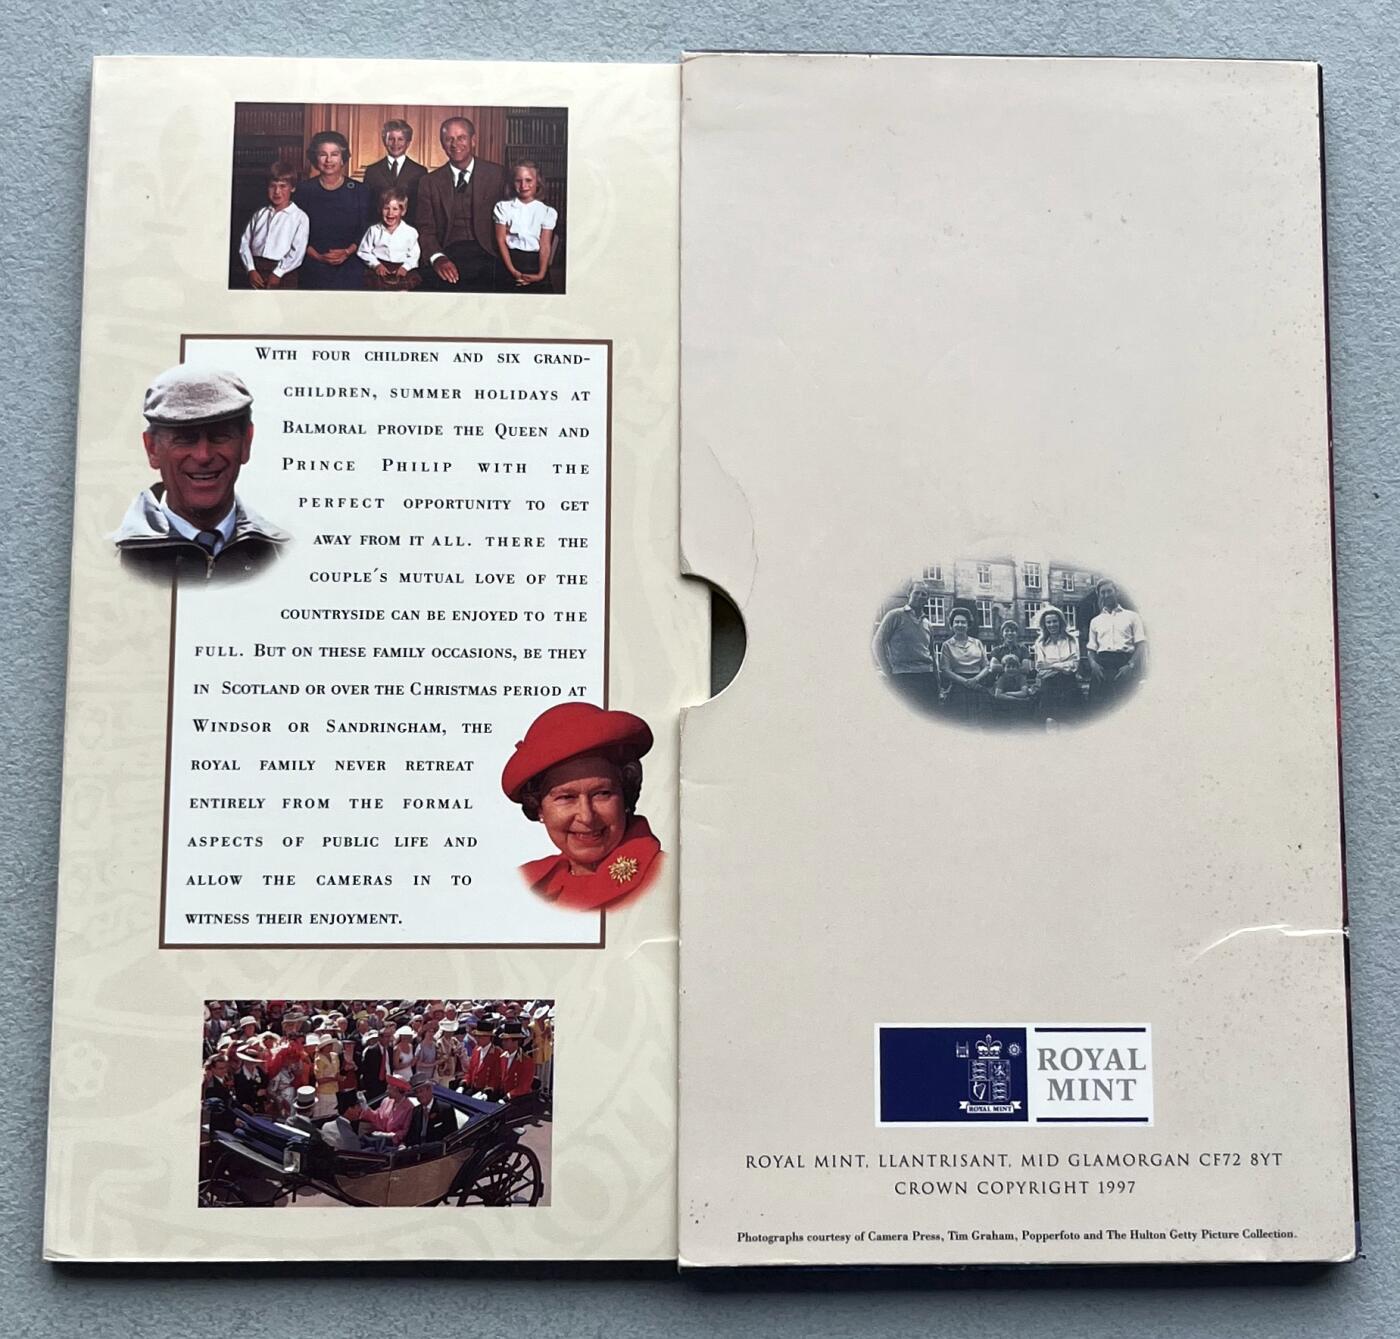 WITH FOUR CHILDREN AND SIX GRAND-
CHILDREN, SUMMER HOLIDAYS AT
BALMORAL PROVIDE THE QUEEN AND
PRINCE PHILIP WITH THE
PERFECT OPPORTUNITY TO GET
AWAY FROM IT ALL. THERE THE
COUPLE´S MUTUAL LOVE OF THE
COUNTRYSIDE CAN BE ENJOYED TO THE
FULL. BUT ON THESE FAMILY OCCASIONS, BE THEY
IN SCOTLAND OR OVER THE CHRISTMAS PERIOD AT
WINDSOR OR SANDRINGHAM, THE
ROYAL FAMILY NEVER RETREAT
ENTIRELY FROM THE FORMAL
ASPECTS OF PUBLIC LIFE AND
ALLOW THE CAMERAS IN TO
WITNESS THEIR ENJOYMENT.
ROYAL MINT
ROYAL
MINT
ROYAL MINT, LLANTRISANT, MID GLAMORGAN CF72 8YT
CROWN COPYRIGHT 1997
Photographs courtesy of Camera Press, Tim Graham, Popperfoto and The Hulton Getty Picture Collection.